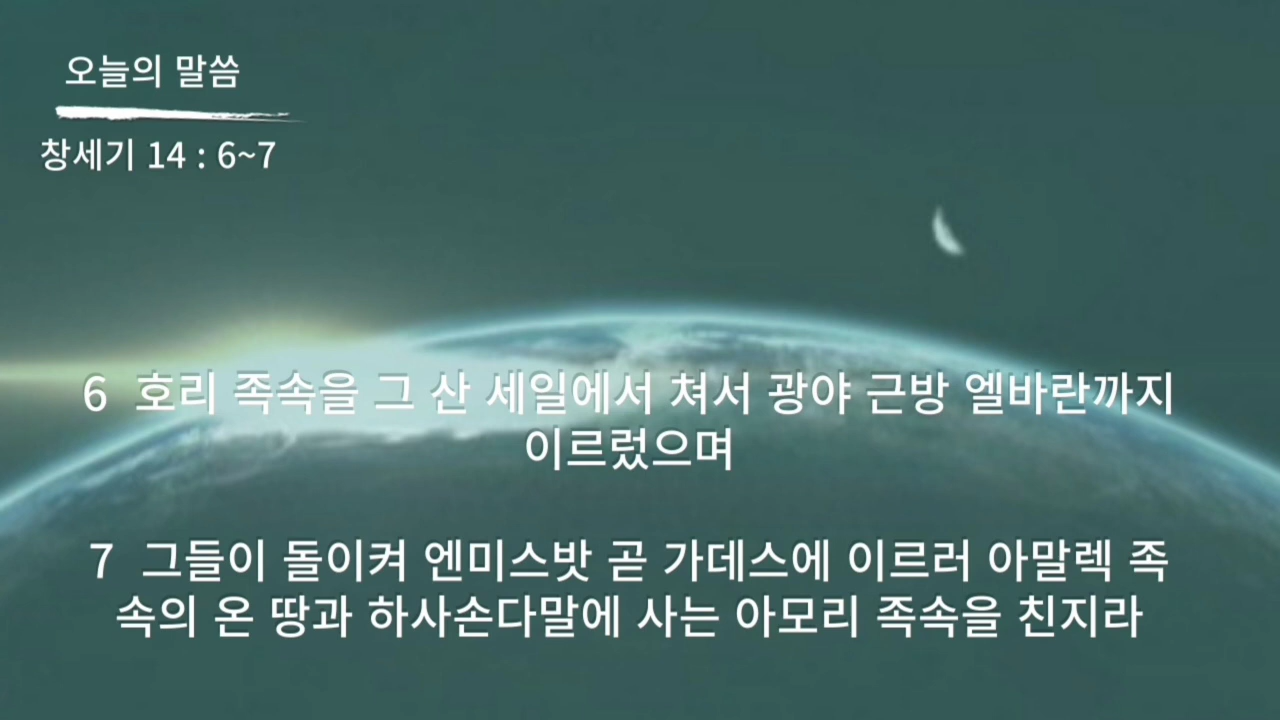 오늘의 말씀
창세기 14 : 6~7
6 호리 족속을 그 산 세일에서 쳐서 광야 근방 엘바란까지
이르렀으며
7 그들이 돌이켜 엔미스밧 곧 가데스에 이르러 아말렉 족
속의 온 땅과 하사손다말에 사는 아모리 족속을 친지라